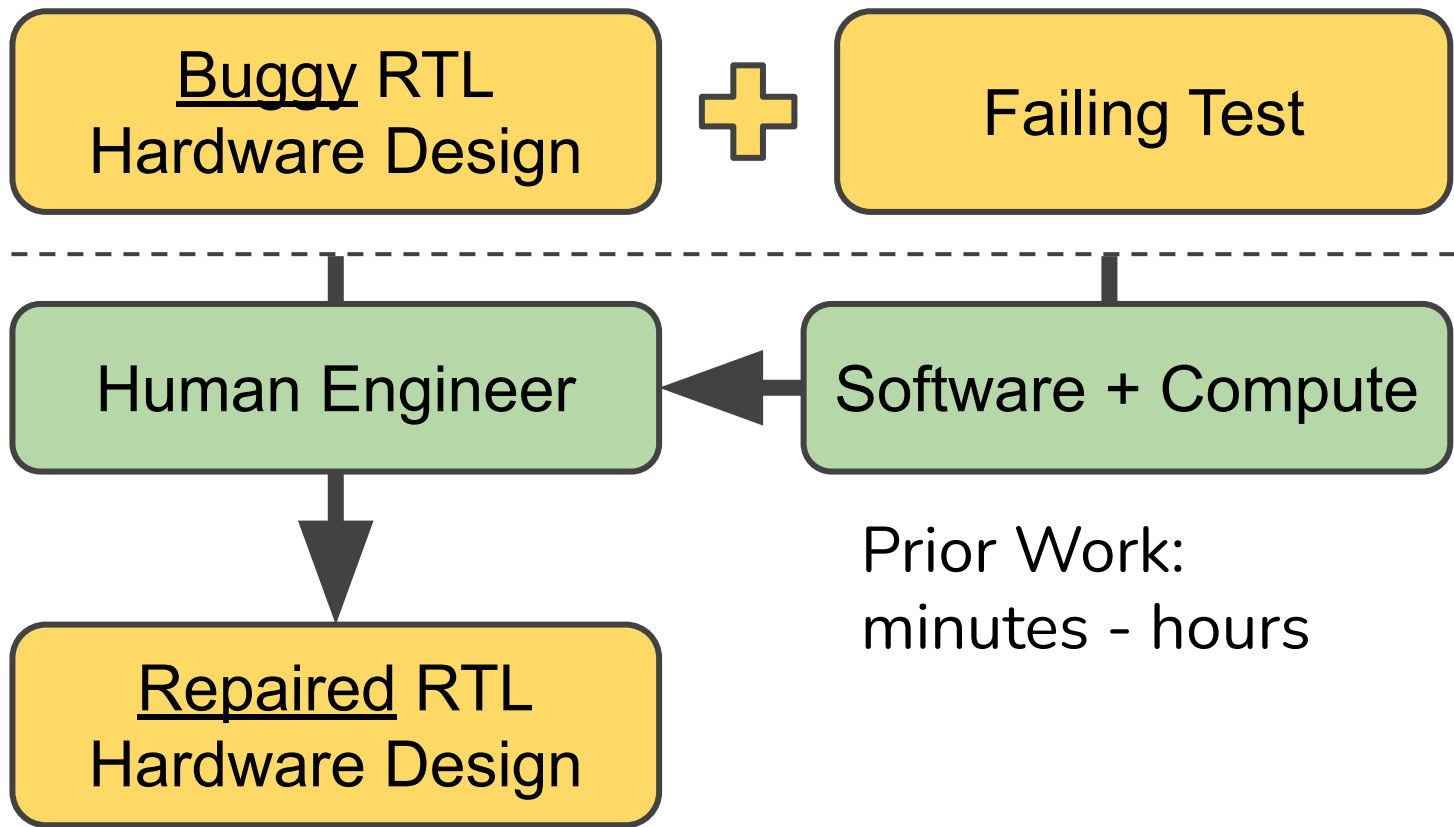 Buggy RTL
Hardware Design
Failing Test
Human Engineer
Software + Compute
Prior Work:
minutes - hours
Repaired RTL
Hardware Design